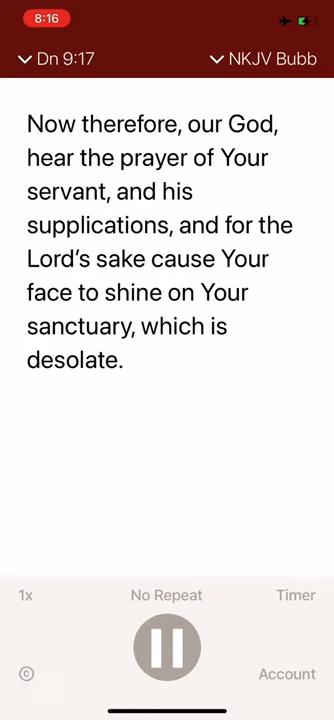 8:16
Dn 9:17 NKJV Bubb
Now therefore, our God,
hear the prayer of Your
servant, and his
supplications, and for the
Lord’s sake cause Your
face to shine on Your
sanctuary, which is
desolate.
1x No Repeat Timer
© Account